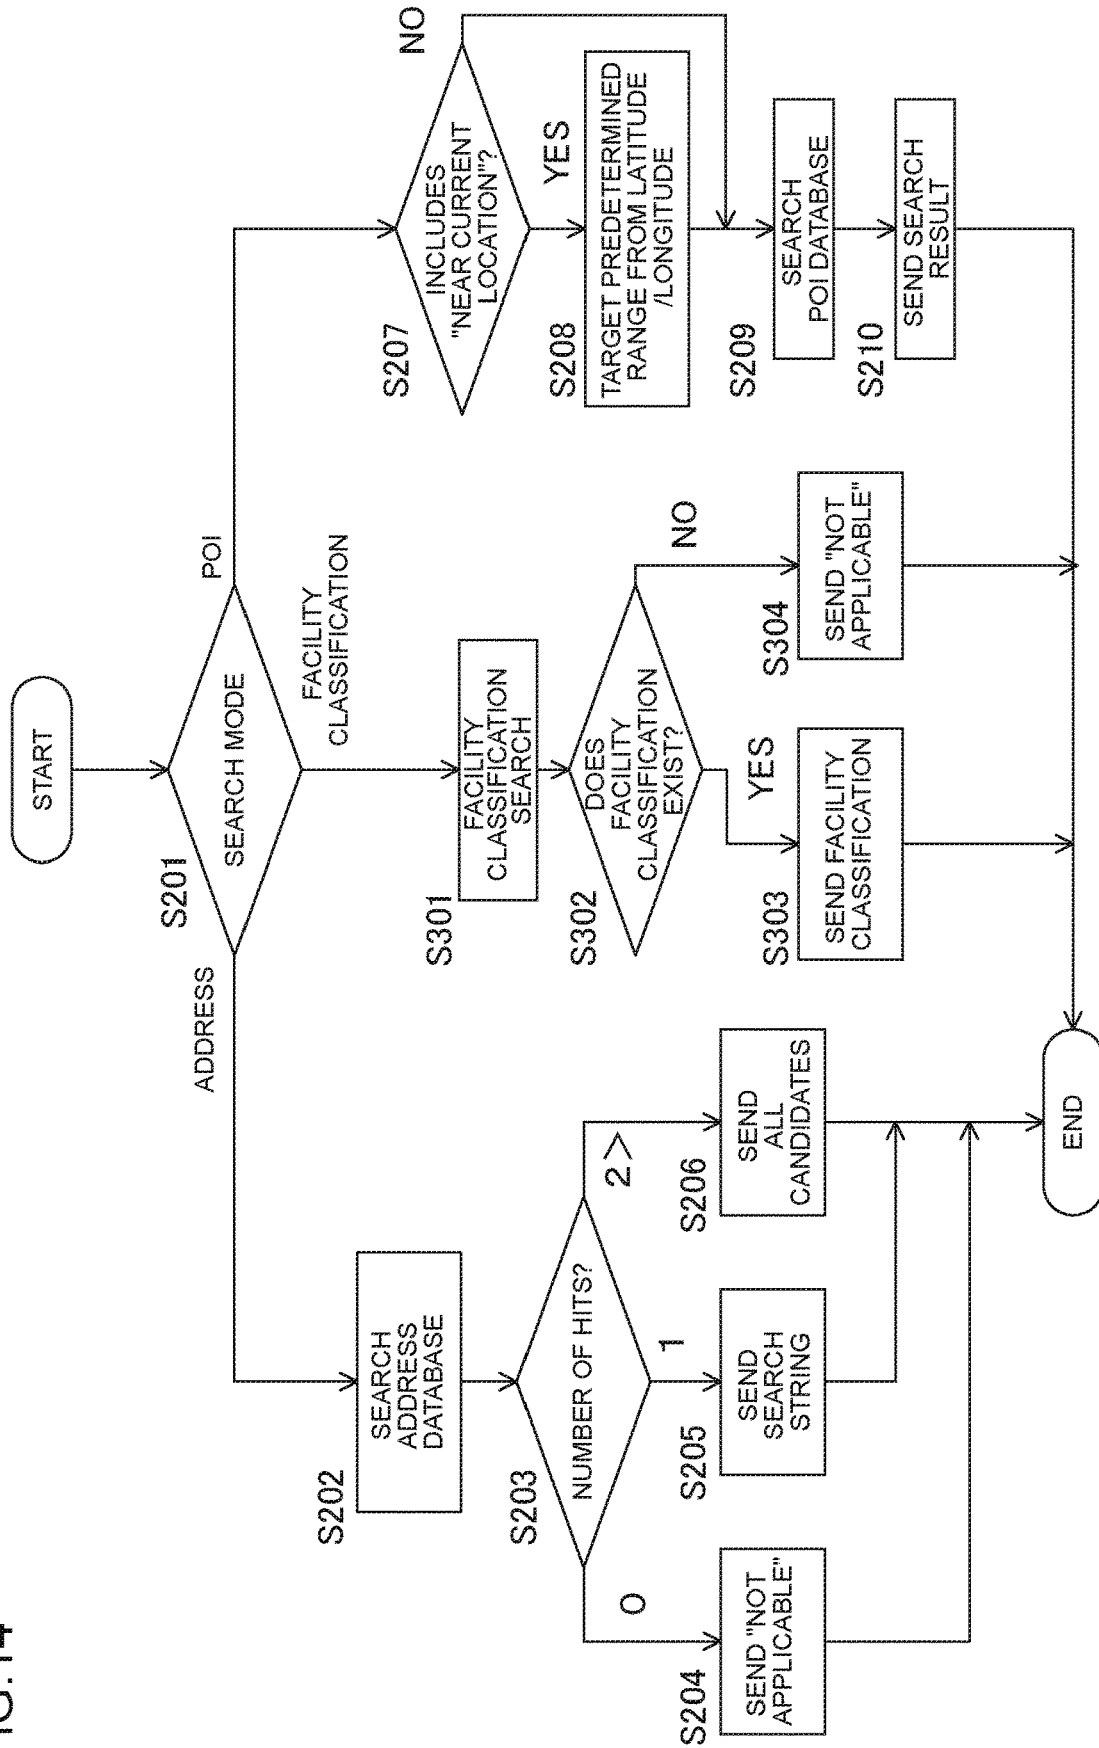 FIG.14
START
S201
SEARCH MODE
ADDRESS
POI
FACILITY
CLASSIFICATION
S202
SEARCH
ADDRESS
DATABASE
S203
NUMBER OF HITS?
0
1
2>
S204
SEND "NOT
APPLICABLE"
S205
SEND
SEARCH
STRING
S206
SEND
ALL
CANDIDATES
S301
FACILITY
CLASSIFICATION
SEARCH
S302
DOES
FACILITY
CLASSIFICATION
EXIST?
YES
NO
S303
SEND FACILITY
CLASSIFICATION
S304
SEND "NOT
APPLICABLE"
S207
INCLUDES
"NEAR CURRENT
LOCATION"?
NO
YES
S208
TARGET PREDETERMINED
RANGE FROM LATITUDE
/LONGITUDE
S209
SEARCH
POI DATABASE
S210
SEND SEARCH
RESULT
END